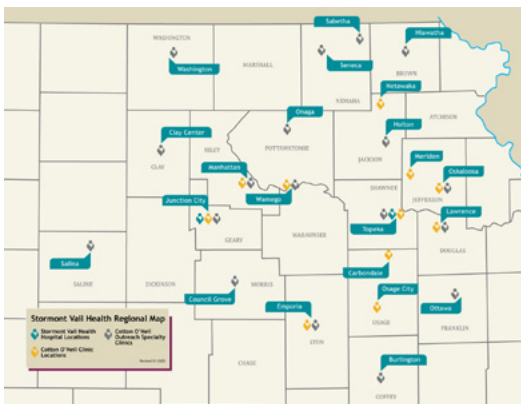 Sabetha
WASHINGTON
Hiawatha
Washington
MARSHALL
Seneca
BROWN
NEMAHA
Netawaka
Onaga
ATCHISON
Clay Center
RILEY
POTTAWATOMIE
Holton
CLAY
JACKSON
Meriden
Manhattan
Oskaloosa
SHAWNEE
Junction City
Wamego
JEFFERSON
Lawrence
Topeka
GEARY
WABAUNSEE
DOUGLAS
Salina
Carbondale
SALINE
DICKINSON
MORRIS
Council Grove
Osage City
Emporia
Ottawa
OSAGE
Stormont Vail Health Regional Map
LYON
FRANKLIN
Stormont Vail Health
Hospital Locations
Cotton O'Neil
Outreach Specialty
Clinics
Cotton O'Neil Clinic
Locations
CHASE
Burlington
COFFEY